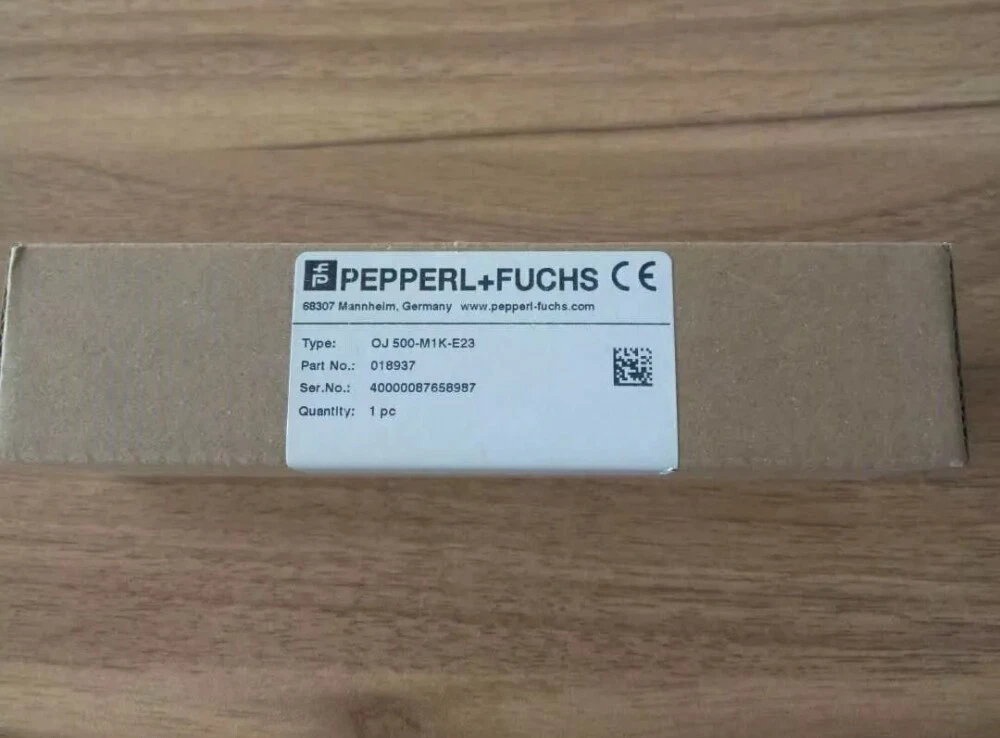 PEPPERL+FUCHS CE
68307 Mannheim, Germany www.pepperl-fuchs.com
Type: OJ 500-M1K-E23
Part No.: 018937
Ser.No.: 40000087658987
Quantity: 1 pc